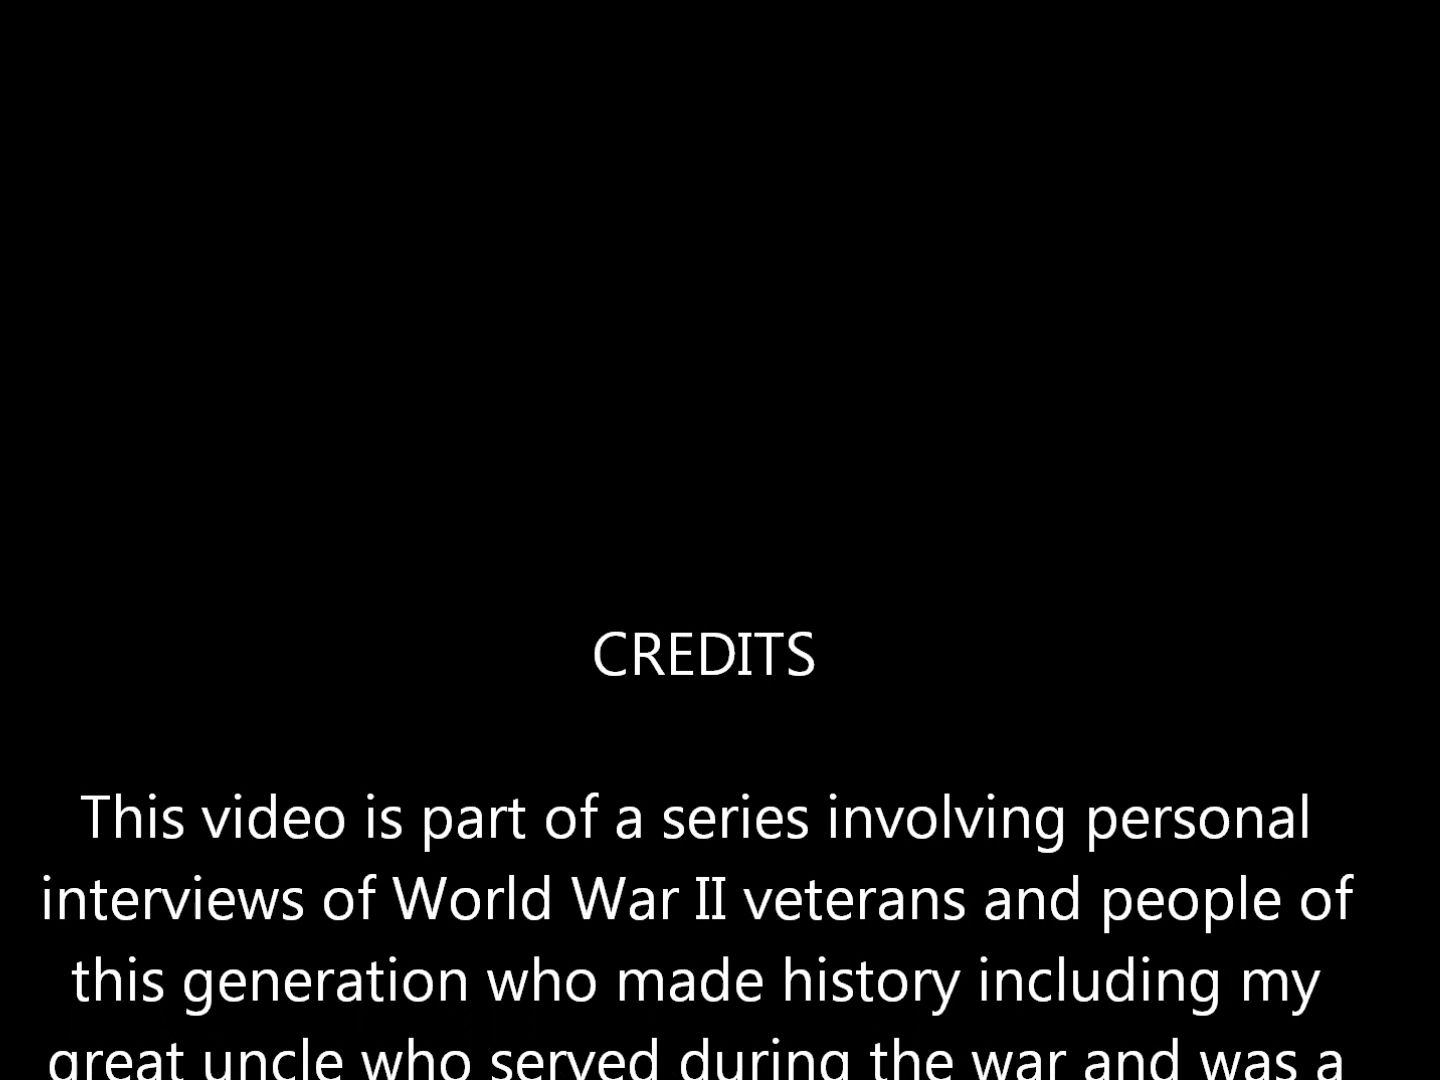 CREDITS
This video is part of a series involving personal
interviews of World War II veterans and people of
this generation who made history including my
great uncle who served during the war and was a